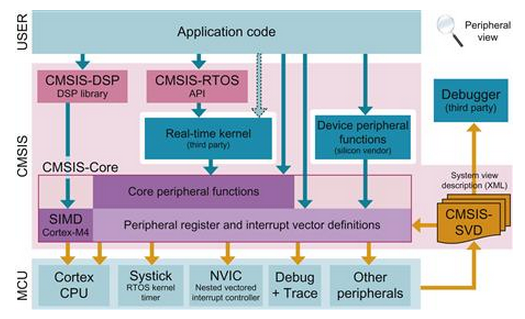 USER
Application code
Peripheral
view
CMSIS
CMSIS-DSP
DSP library
CMSIS-RTOS
API
Real-time kernel
(third party)
Device peripheral
functions
(silicon vendor)
Debugger
(third party)
CMSIS-Core
Core peripheral functions
System view
description (XML)
SIMD
Cortex-M4
Peripheral register and interrupt vector definitions
CMSIS-
SVD
MCU
Cortex
CPU
Systick
RTOS kernel
timer
NVIC
Nested vectored
interrupt controller
Debug
+ Trace
Other
peripherals